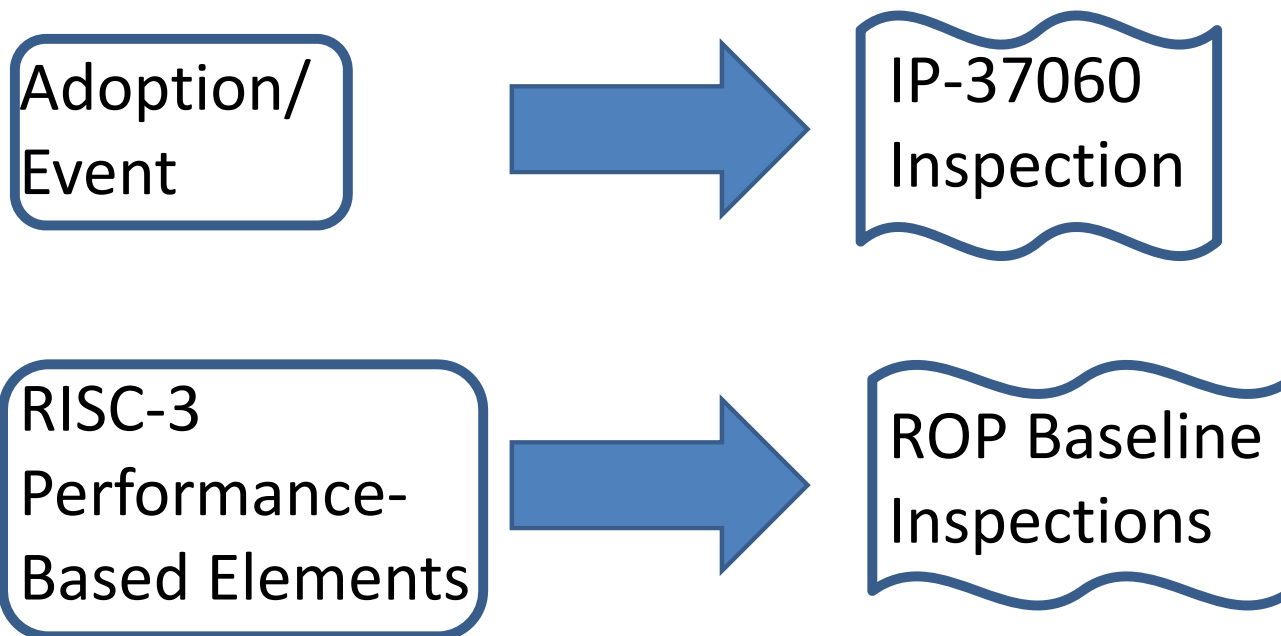 Adoption/
Event
IP-37060
Inspection
RISC-3
Performance-
Based Elements
ROP Baseline
Inspections